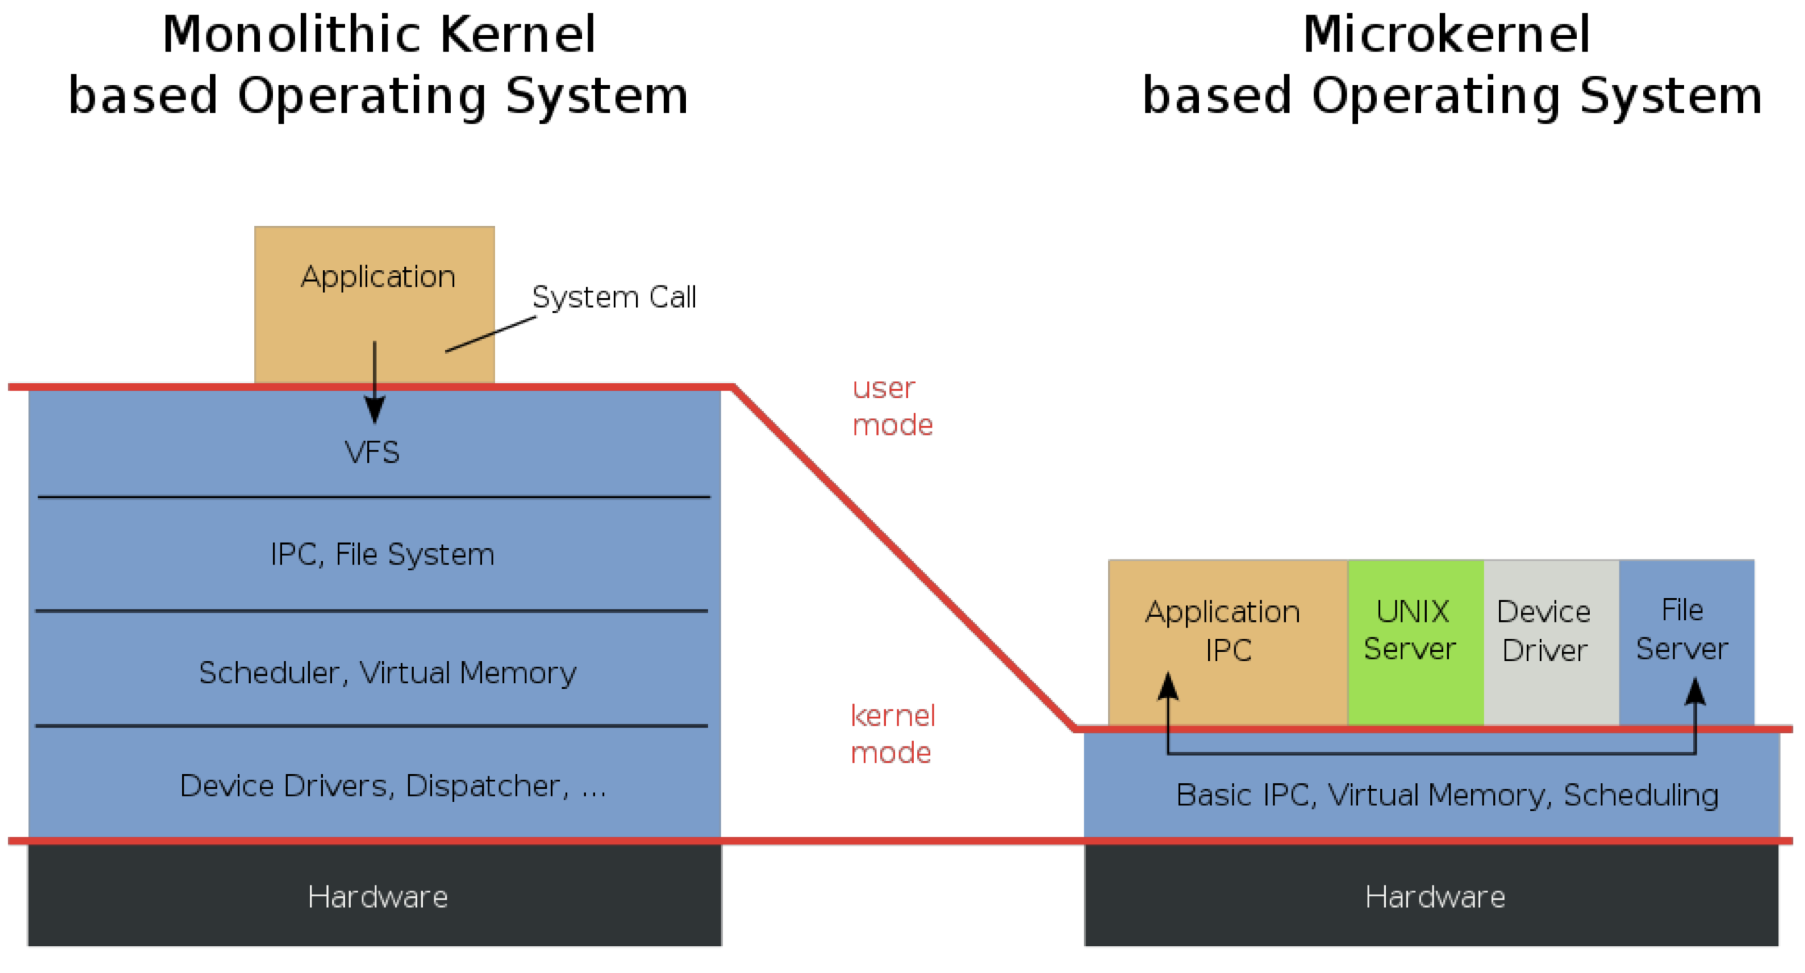 Monolithic Kernel
based Operating System
Microkernel
based Operating System
Application
System Call
user
mode
VFS
IPC, File System
Scheduler, Virtual Memory
Device Drivers, Dispatcher, ...
Hardware
kernel
mode
Application
IPC
UNIX
Server
Device
Driver
File
Server
Basic IPC, Virtual Memory, Scheduling
Hardware